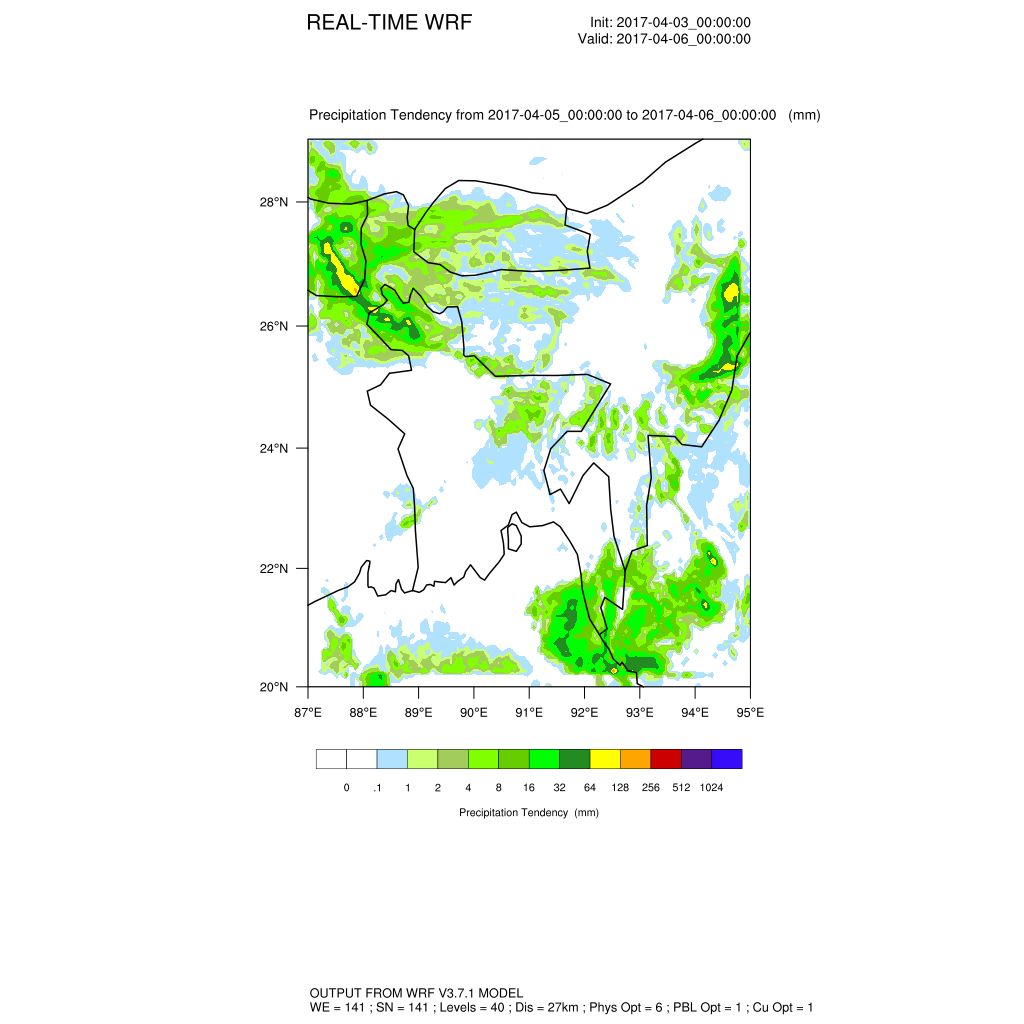 REAL-TIME WRF
Init: 2017-04-03_00:00:00
Valid: 2017-04-06_00:00:00
Precipitation Tendency from 2017-04-05_00:00:00 to 2017-04-06_00:00:00 (mm)
28°N
26°N
24°N
22°N
20°N
87°E 88°E 89°E 90°E 91°E 92°E 93°E 94°E 95°E
0 .1 1 2 4 8 16 32 64 128 256 512 1024
Precipitation Tendency (mm)
OUTPUT FROM WRF V3.7.1 MODEL
WE = 141 ; SN = 141 ; Levels = 40 ; Dis = 27km ; Phys Opt = 6 ; PBL Opt = 1 ; Cu Opt = 1